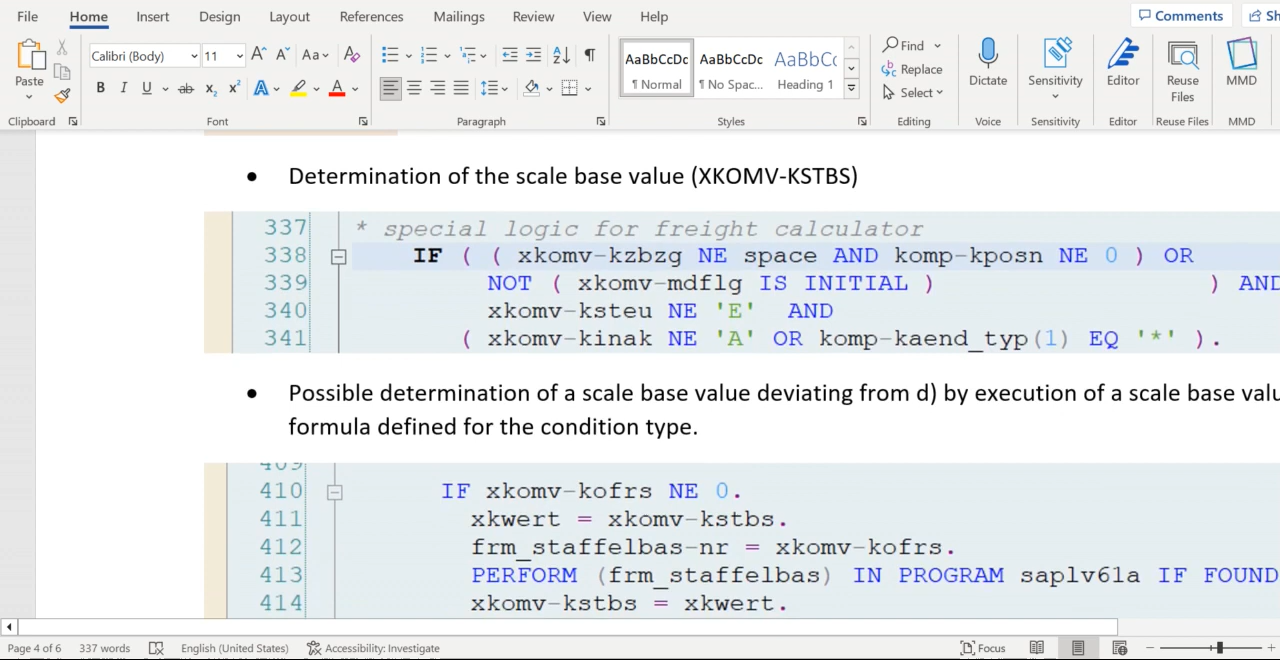 File Home Insert Design Layout References Mailings Review View Help Comments Sh
Calibri (Body) 11 Aa Find
AaBbCcDc AaBbCcDc AaBbCc
Paste B I U ab x₂ x² A A ¶ Normal ¶ No Spac... Heading 1 Replace Select Dictate Sensitivity Editor Reuse Files MMD
Clipboard Font Paragraph Styles Editing Voice Sensitivity Editor Reuse Files MMD
• Determination of the scale base value (XKOMV-KSTBS)
337 * special logic for freight calculator
338 IF ( ( xkomv-kzbzg NE space AND komp-kposn NE 0 ) OR
339 NOT ( xkomv-mdflg IS INITIAL ) ) AND
340 xkomv-ksteu NE 'E' AND
341 ( xkomv-kinak NE 'A' OR komp-kaend_typ(1) EQ '*' ).
• Possible determination of a scale base value deviating from d) by execution of a scale base valu
formula defined for the condition type.
409
410 IF xkomv-kofrs NE 0.
411 xkwert = xkomv-kstbs.
412 frm_staffelbas-nr = xkomv-kofrs.
413 PERFORM (frm_staffelbas) IN PROGRAM saplv61a IF FOUND
414 xkomv-kstbs = xkwert.
Page 4 of 6 337 words English (United States) Accessibility: Investigate Focus